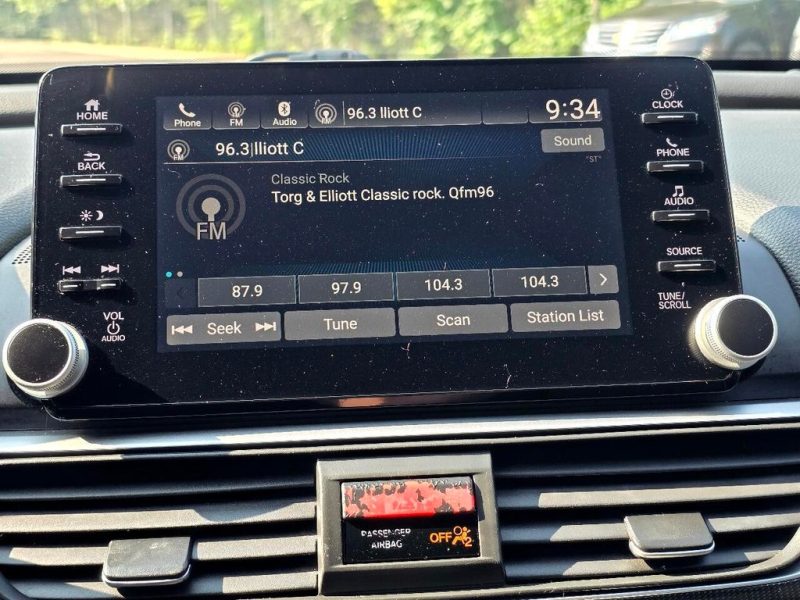 HOME
BACK
VOL
AUDIO
Phone
FM
Audio
96.3 lliott C
9:34
96.3 lliott C
Sound
"ST"
Classic Rock
Torg & Elliott Classic rock. Qfm96
FM
87.9
97.9
104.3
104.3
Seek
Tune
Scan
Station List
CLOCK
PHONE
AUDIO
SOURCE
TUNE/
SCROLL
PASSENGER
AIRBAG
OFF 2